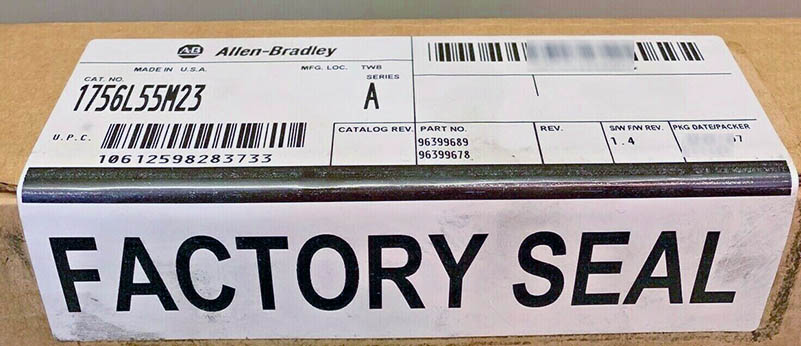 AB Allen-Bradley
MADE IN U.S.A. MFG. LOC. TWB
CAT. NO. SERIES
1756L55M23 A
U.P.C.
10612598283733
CATALOG REV. PART NO. REV. S/W F/W REV. PKG DATE/PACKER
96399689 1.4
96399678
FACTORY SEAL